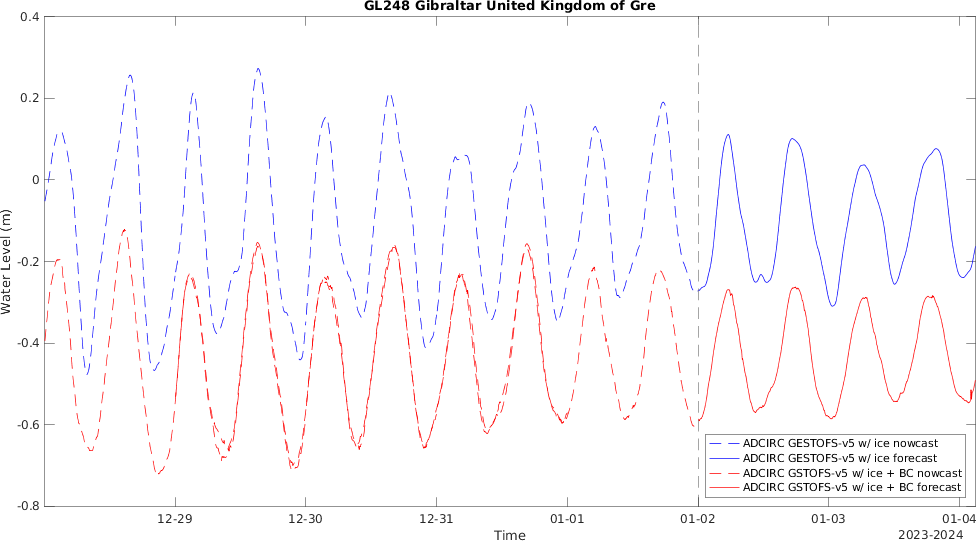 GL248 Gibraltar United Kingdom of Gre
0.4
0.2
0
-0.2
-0.4
-0.6
-0.8
Water Level (m)
12-29
12-30
12-31
01-01
01-02
01-03
01-04
Time
2023-2024
ADCIRC GESTOFS-v5 w/ ice nowcast
ADCIRC GESTOFS-v5 w/ ice forecast
ADCIRC GSTOFS-v5 w/ ice + BC nowcast
ADCIRC GSTOFS-v5 w/ ice + BC forecast